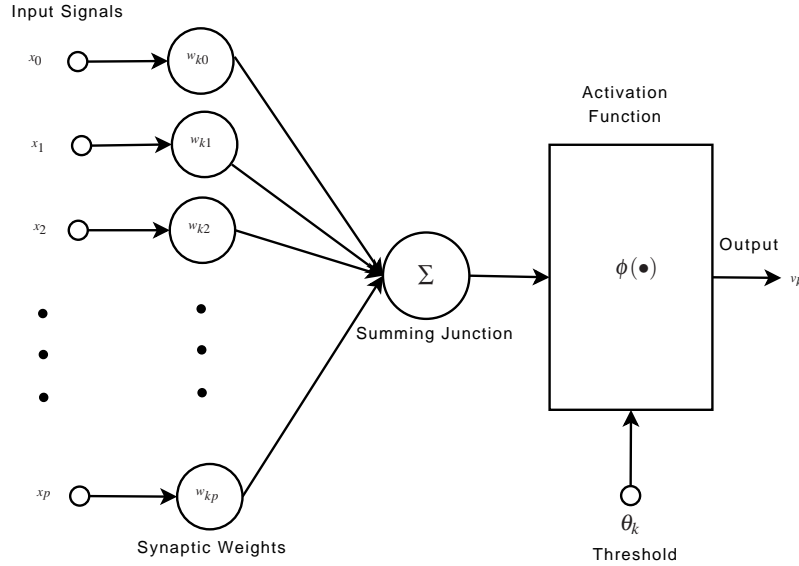 Input Signals
x0
wk0
x1
wk1
x2
wk2
xp
wkp
Synaptic Weights
Σ
Summing Junction
Activation
Function
ϕ(•)
Output
θk
Threshold